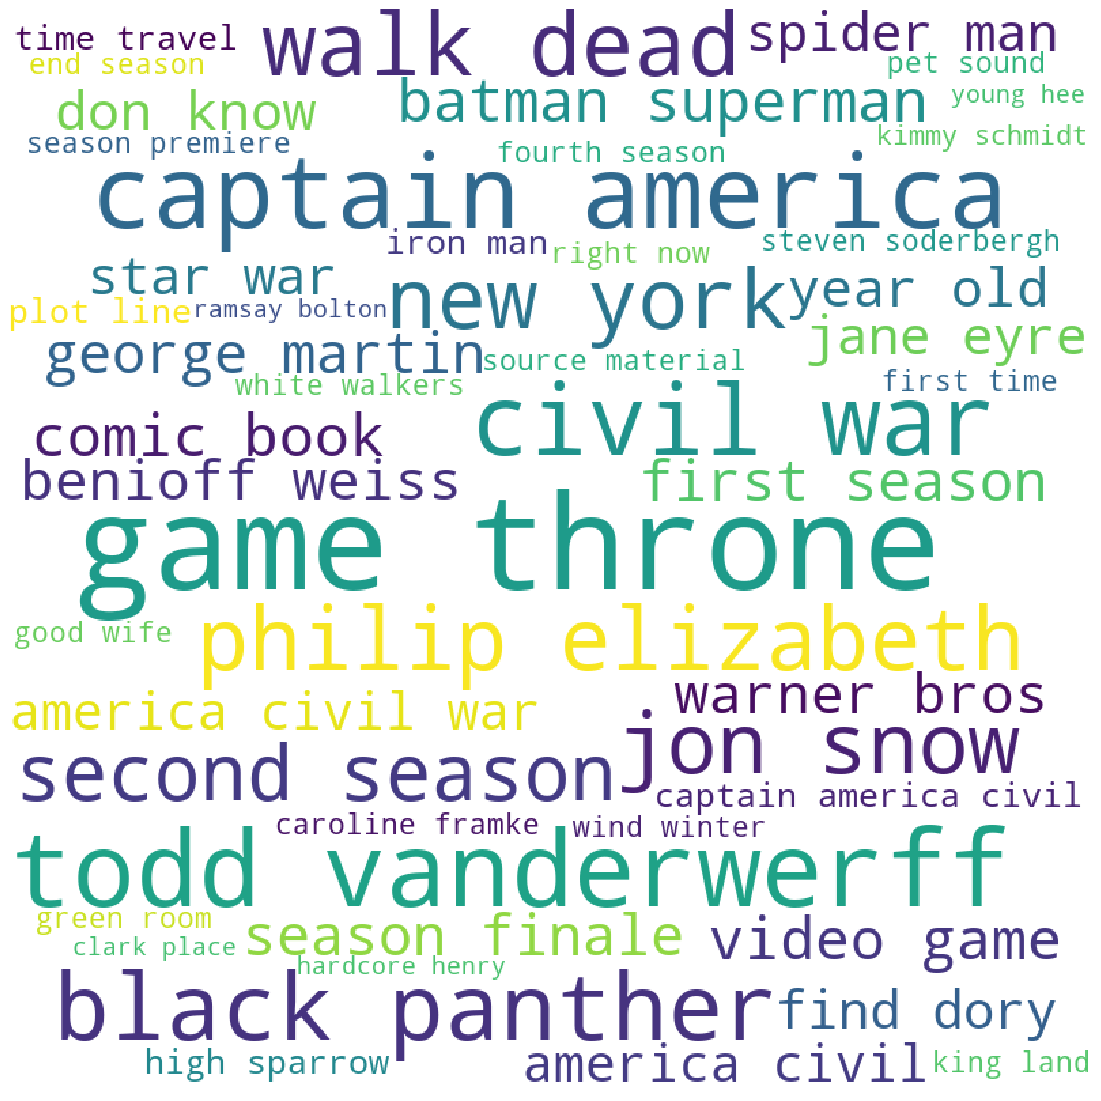 time travel
walk dead
spider man
end season
pet sound
don know
batman superman
young hee
season premiere
fourth season
kimmy schmidt
captain america
iron man
right now
steven soderbergh
star war
new york
year old
plot line
ramsay bolton
jane eyre
george martin
source material
white walkers
first time
civil war
comic book
benioff weiss
first season
game throne
good wife
philip elizabeth
america civil war
warner bros
jon snow
second season
captain america civil
caroline framke
wind winter
todd vanderwerff
green room
season finale
video game
clark place
hardcore henry
black panther
find dory
high sparrow
america civil
king land